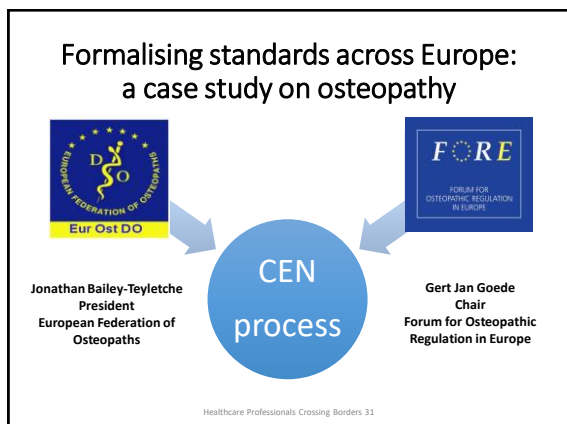 Formalising standards across Europe:
a case study on osteopathy
EUROPEAN FEDERATION OF OSTEOPATHS
D O
Eur Ost DO
FORE
FORUM FOR
OSTEOPATHIC REGULATION
IN EUROPE
CEN
process
Jonathan Bailey-Teyletche
President
European Federation of
Osteopaths
Gert Jan Goede
Chair
Forum for Osteopathic
Regulation in Europe
Healthcare Professionals Crossing Borders 31